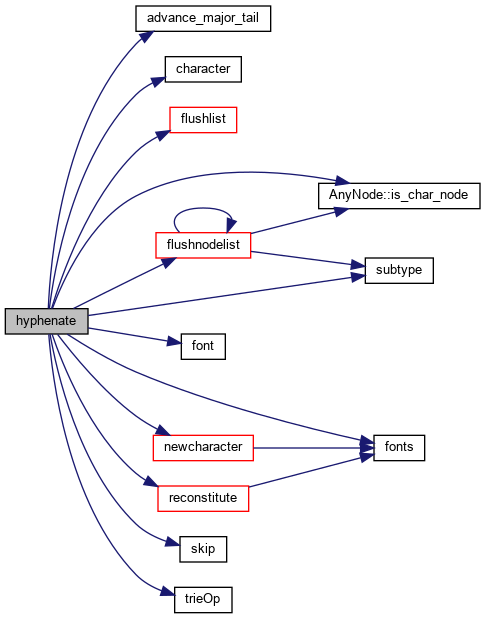 advance_major_tail
character
flushlist
AnyNode::is_char_node
flushnodelist
subtype
hyphenate
font
newcharacter
fonts
reconstitute
skip
trieOp